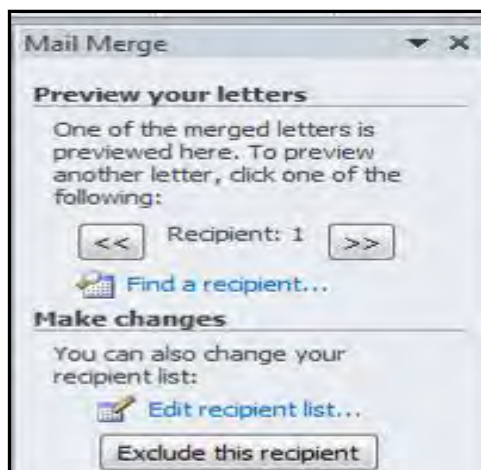 Mail Merge
Preview your letters
One of the merged letters is
previewed here. To preview
another letter, click one of the
following:
<< Recipient: 1 >>
Find a recipient...
Make changes
You can also change your
recipient list:
Edit recipient list...
Exclude this recipient